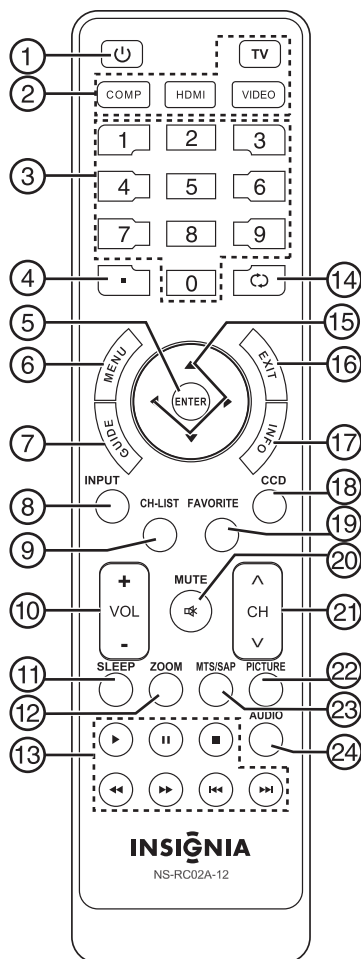 1
TV
2
COMP HDMI VIDEO
1 2 3
3
4 5 6
7 8 9
4
. 0
14
5
15
6
MENU
EXIT
16
ENTER
7
GUIDE
INFO
17
INPUT
CCD
18
8
CH-LIST FAVORITE
9
19
MUTE
20
+
10
VOL
-
CH
21
11
SLEEP ZOOM MTS/SAP PICTURE
22
12
23
13
AUDIO
24
INSIGNIA
NS-RC02A-12